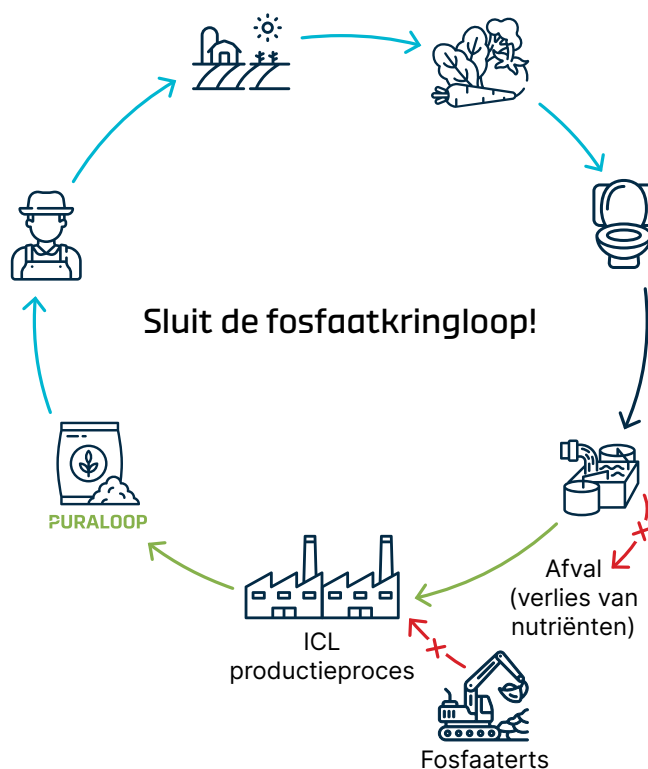 Sluit de fosfaatkringloop!
PURALOOP
Afval
(verlies van
nutriënten)
ICL
productieproces
Fosfaaterts